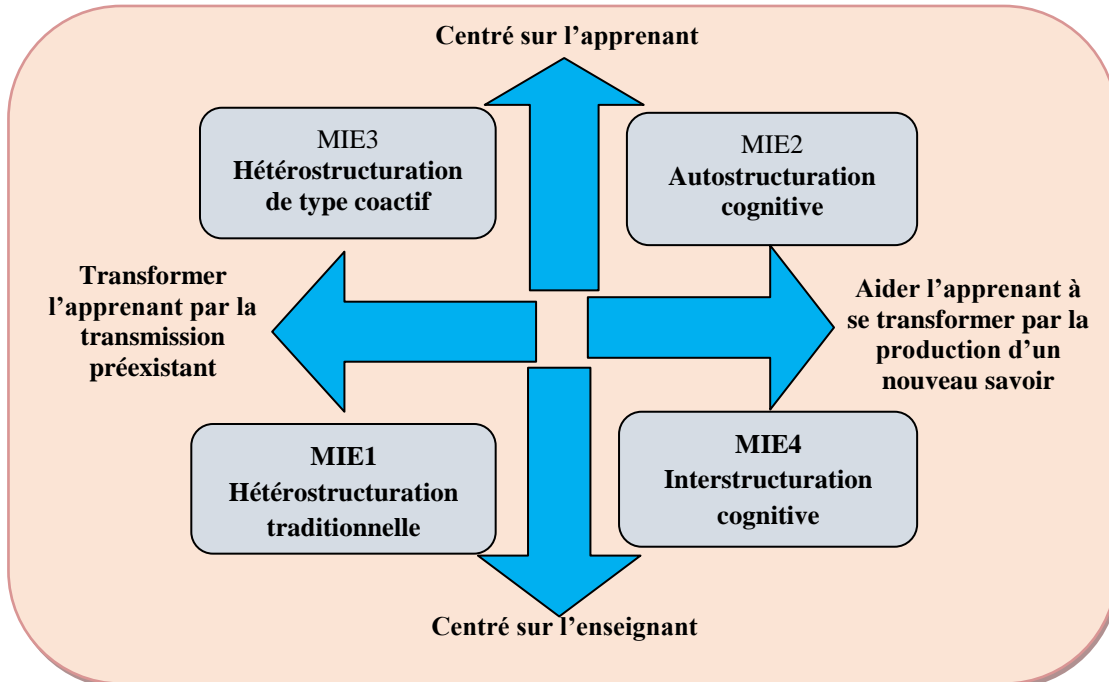 Centré sur l’apprenant
MIE3
Hétérostructuration
de type coactif
MIE2
Autostructuration
cognitive
Transformer
l’apprenant par la
transmission
préexistant
Aider l’apprenant à
se transformer par la
production d’un
nouveau savoir
MIE1
Hétérostructuration
traditionnelle
MIE4
Interstructuration
cognitive
Centré sur l’enseignant